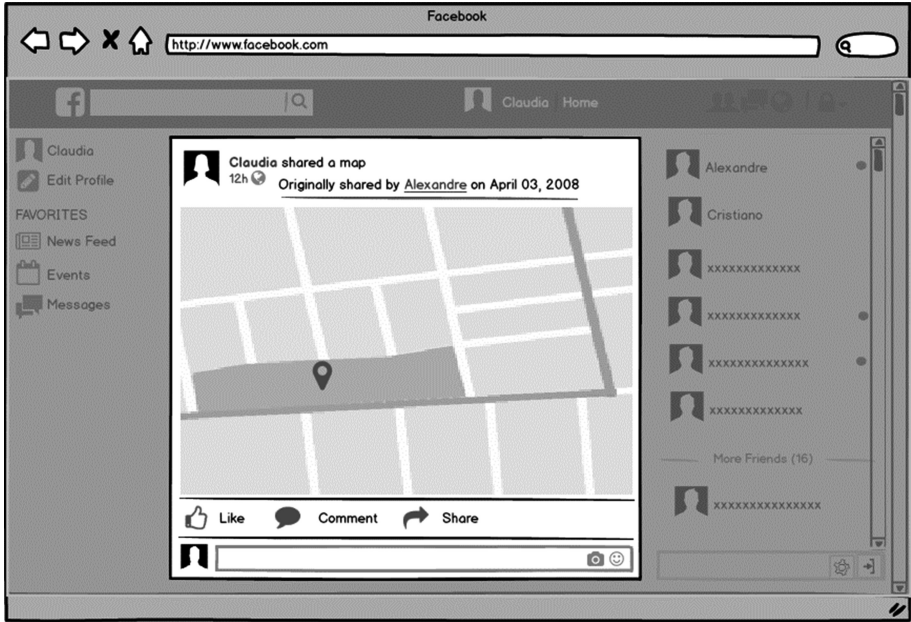 Facebook
http://www.facebook.com
f
Claudia Home
Claudia
Edit Profile
FAVORITES
News Feed
Events
Messages
Claudia shared a map
12h
Originally shared by Alexandre on April 03, 2008
Like Comment Share
Alexandre
Cristiano
xxxxxxxxxxxxx
xxxxxxxxxxxxx
xxxxxxxxxxxxxx
xxxxxxxxxxxxx
More Friends (16)
xxxxxxxxxxxxxxx